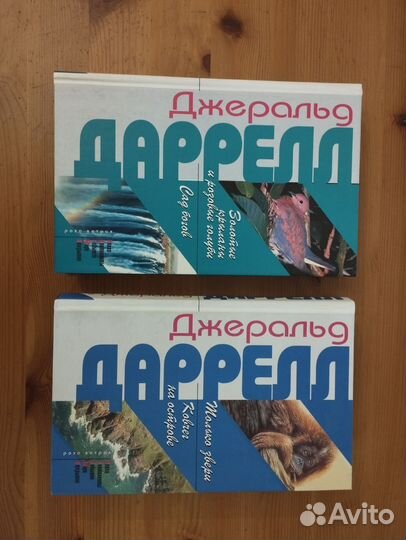 Джеральд
ДАРРЕЛЛ
Золотые
крыланы
и розовые голуби
Сад богов
Джеральд
ДАРРЕЛЛ
Только звери
Ковчег
на острове
Avito